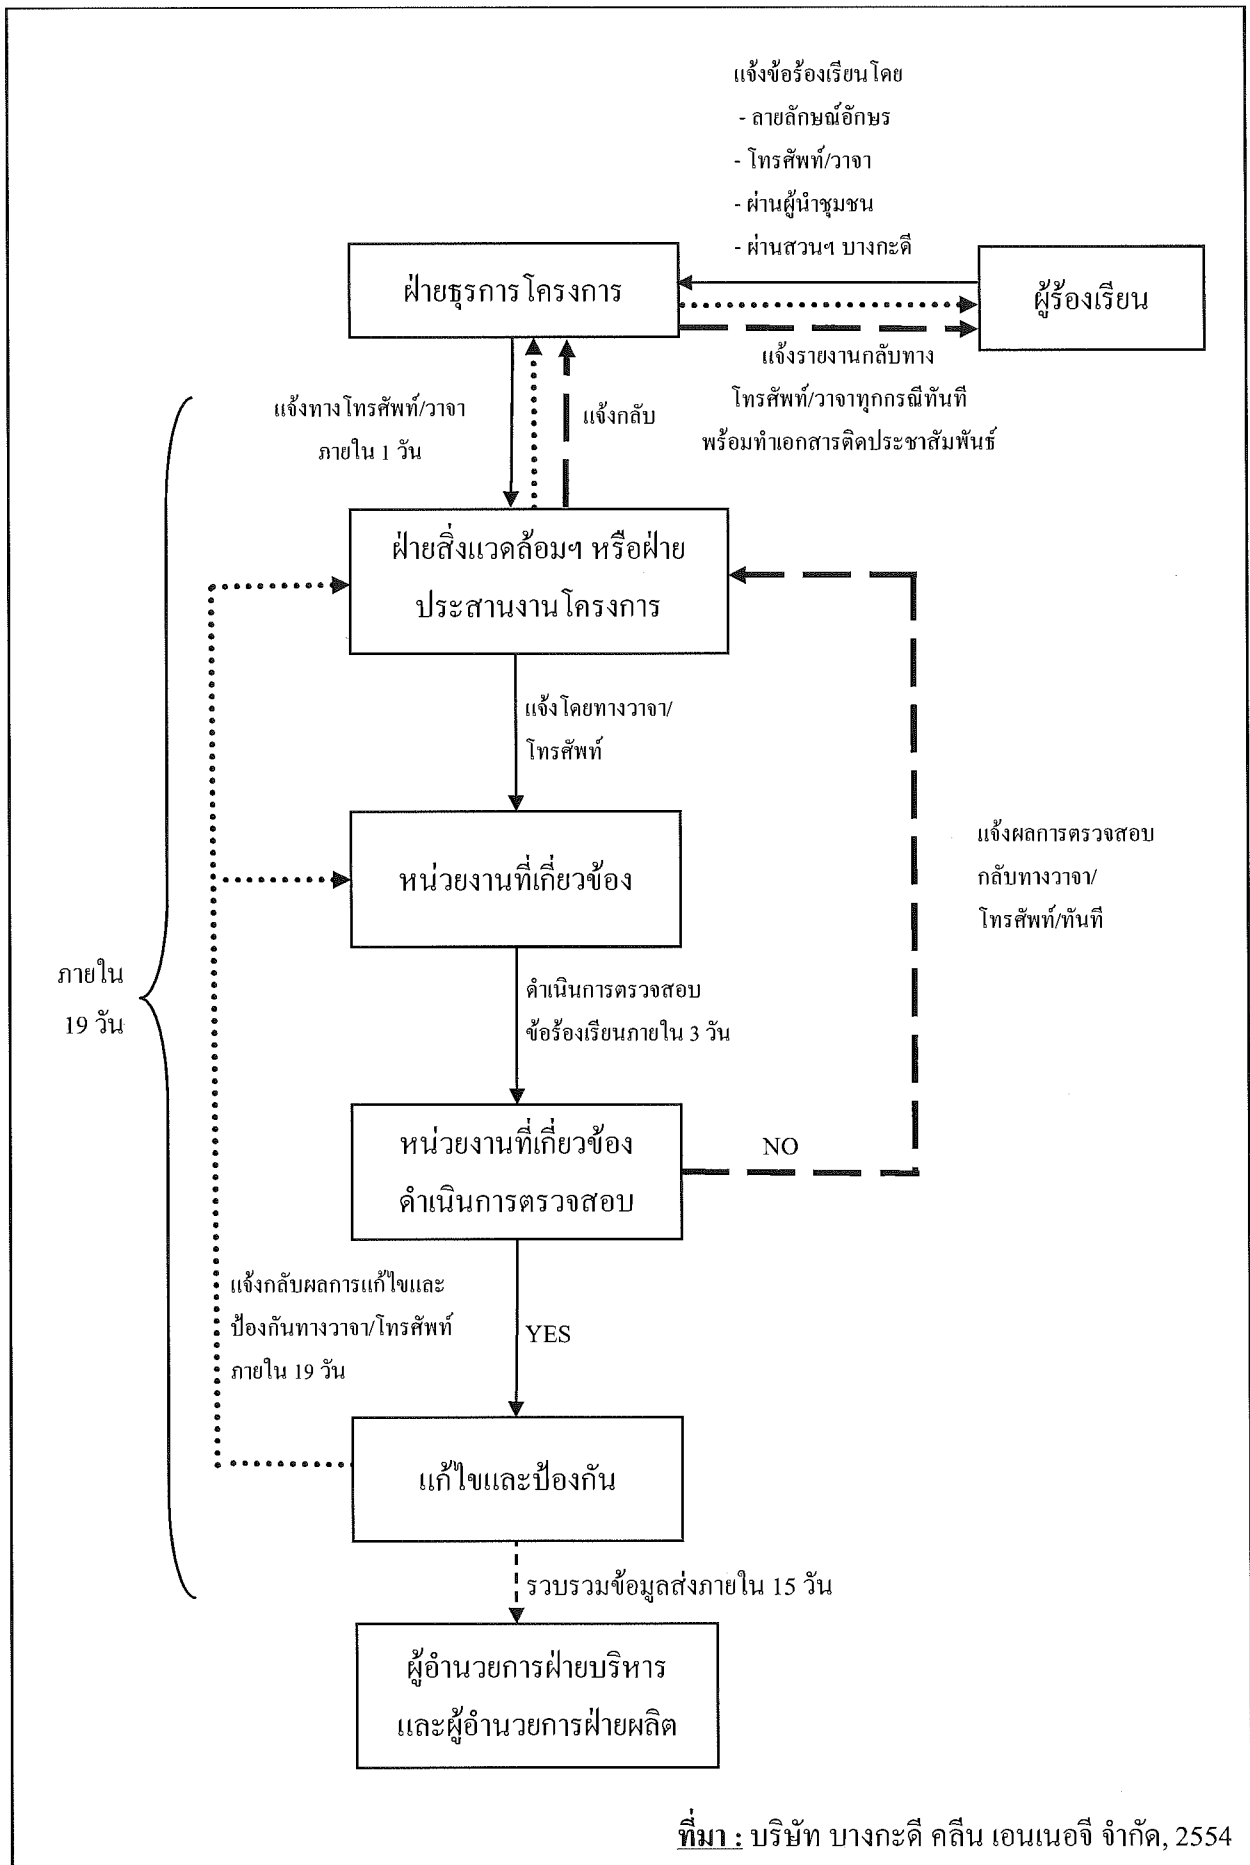 แจ้งข้อร้องเรียนโดย
- ลายลักษณ์อักษร
- โทรศัพท์/วาจา
- ผ่านผู้นำชุมชน
- ผ่านสวนฯ บางกะดี
ฝ่ายธุรการโครงการ
ผู้ร้องเรียน
แจ้งรายงานกลับทาง
โทรศัพท์/วาจาทุกกรณีทันที
พร้อมทำเอกสารติดประชาสัมพันธ์
แจ้งทางโทรศัพท์/วาจา
ภายใน 1 วัน
แจ้งกลับ
ฝ่ายสิ่งแวดล้อมฯ หรือฝ่าย
ประสานงานโครงการ
แจ้งโดยทางวาจา/
โทรศัพท์
หน่วยงานที่เกี่ยวข้อง
แจ้งผลการตรวจสอบ
กลับทางวาจา/
โทรศัพท์/ทันที
ภายใน
19 วัน
ดำเนินการตรวจสอบ
ข้อร้องเรียนภายใน 3 วัน
หน่วยงานที่เกี่ยวข้อง
ดำเนินการตรวจสอบ
NO
แจ้งกลับผลการแก้ไขและ
ป้องกันทางวาจา/โทรศัพท์
ภายใน 19 วัน
YES
แก้ไขและป้องกัน
รวบรวมข้อมูลส่งภายใน 15 วัน
ผู้อำนวยการฝ่ายบริหาร
และผู้อำนวยการฝ่ายผลิต
ที่มา : บริษัท บางกะดี คลีน เอนเนอจี จำกัด, 2554